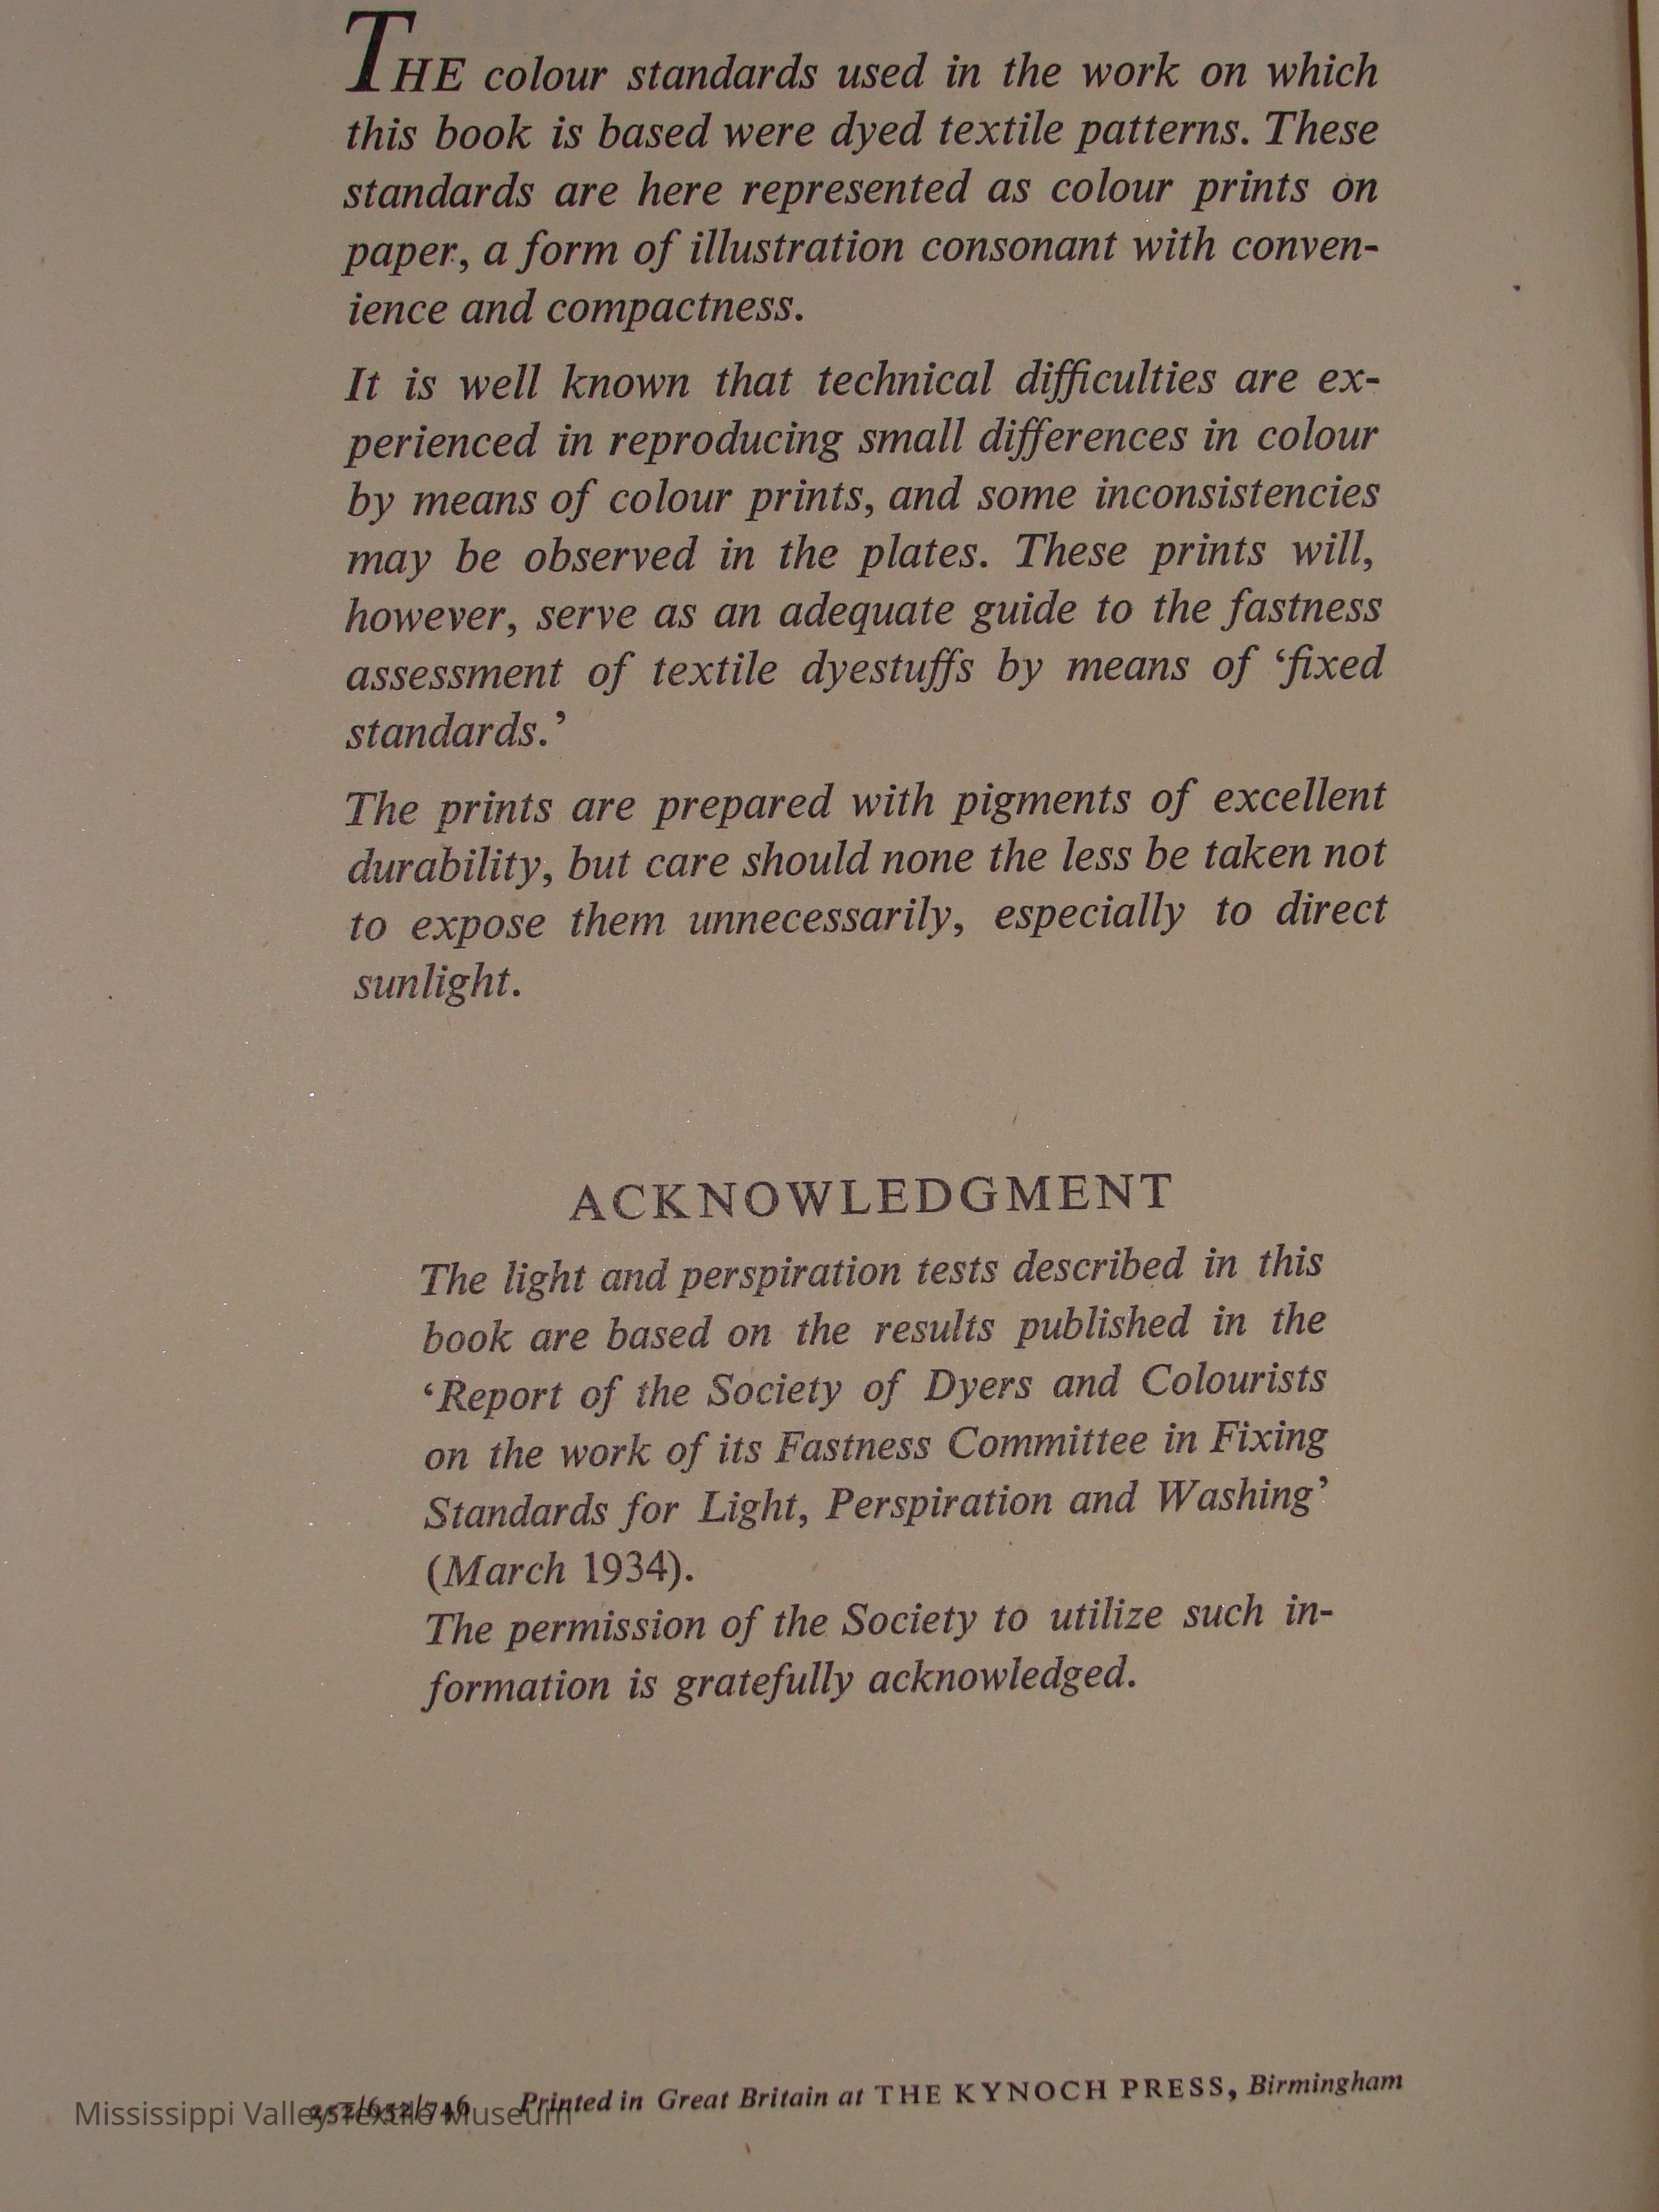 THE colour standards used in the work on which
this book is based were dyed textile patterns. These
standards are here represented as colour prints on
paper, a form of illustration consonant with conven-
ience and compactness.
It is well known that technical difficulties are ex-
perienced in reproducing small differences in colour
by means of colour prints, and some inconsistencies
may be observed in the plates. These prints will,
however, serve as an adequate guide to the fastness
assessment of textile dyestuffs by means of ‘fixed
standards.’
The prints are prepared with pigments of excellent
durability, but care should none the less be taken not
to expose them unnecessarily, especially to direct
sunlight.
ACKNOWLEDGMENT
The light and perspiration tests described in this
book are based on the results published in the
‘Report of the Society of Dyers and Colourists
on the work of its Fastness Committee in Fixing
Standards for Light, Perspiration and Washing’
(March 1934).
The permission of the Society to utilize such in-
formation is gratefully acknowledged.
Printed in Great Britain at THE KYNOCH PRESS, Birmingham
Mississippi Valley Textile Museum